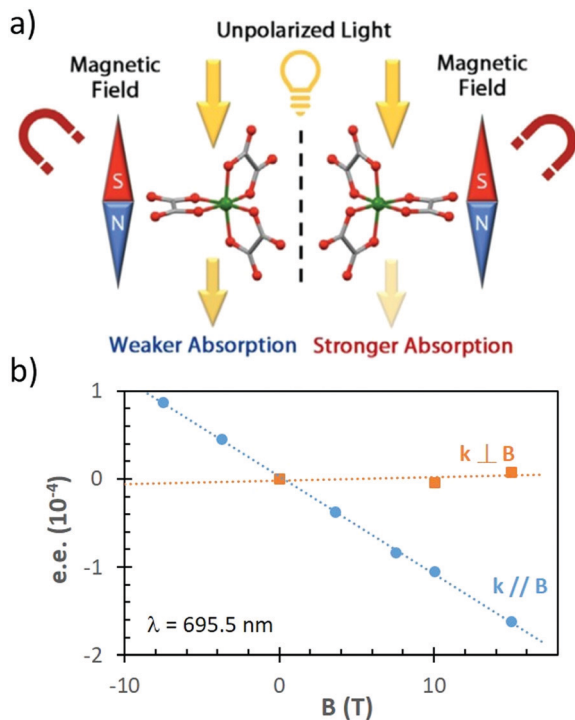 a)
Unpolarized Light
Magnetic
Field
Magnetic
Field
S
N
S
N
Weaker Absorption
Stronger Absorption
b)
1
0
-1
-2
e.e. (10⁻⁴)
k ⊥ B
k // B
λ = 695.5 nm
-10
0
10
B (T)